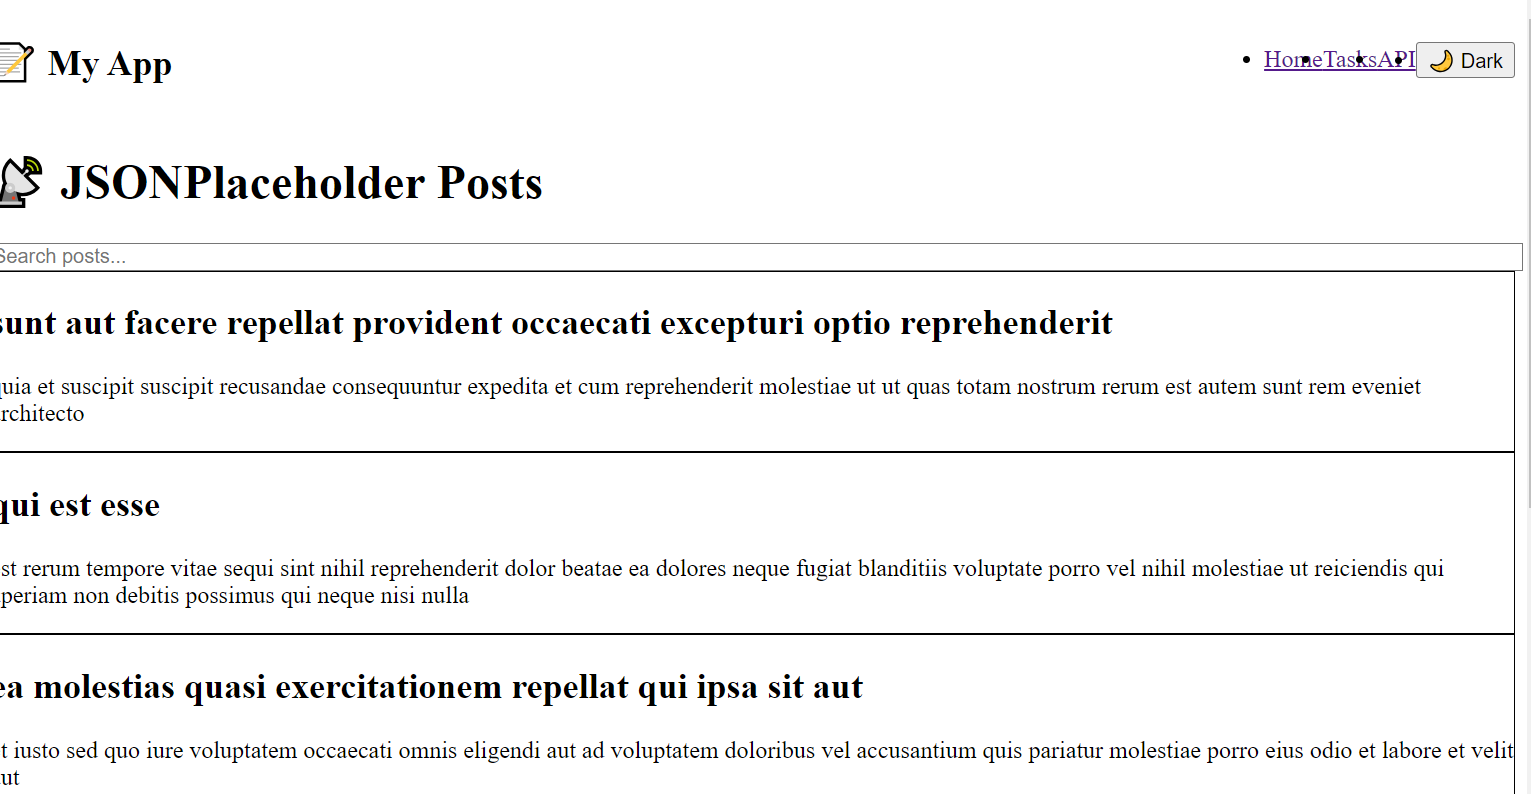 My App
HomeTasksAPI
🌙 Dark
JSONPlaceholder Posts
Search posts...
sunt aut facere repellat provident occaecati excepturi optio reprehenderit
quia et suscipit suscipit recusandae consequuntur expedita et cum reprehenderit molestiae ut ut quas totam nostrum rerum est autem sunt rem eveniet
rchitecto
qui est esse
st rerum tempore vitae sequi sint nihil reprehenderit dolor beatae ea dolores neque fugiat blanditiis voluptate porro vel nihil molestiae ut reiciendis qui
periam non debitis possimus qui neque nisi nulla
ea molestias quasi exercitationem repellat qui ipsa sit aut
t iusto sed quo iure voluptatem occaecati omnis eligendi aut ad voluptatem doloribus vel accusantium quis pariatur molestiae porro eius odio et labore et velit
ut